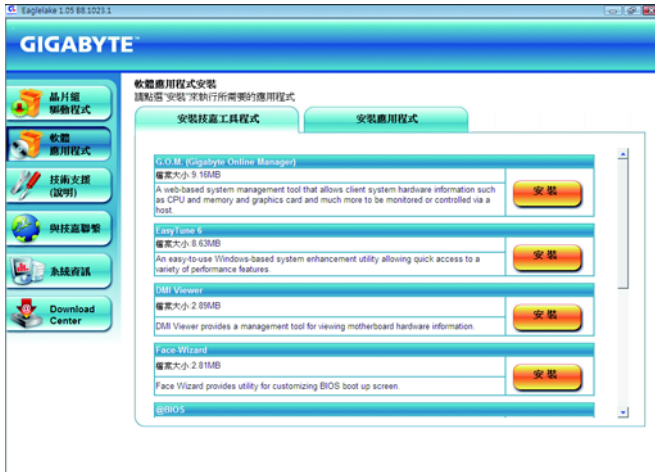 Eaglelake 1.05 B8.1023.1
GIGABYTE™
晶片組
驅動程式
軟體
應用程式
技術支援
(說明)
與技嘉聯繫
系統資訊
Download
Center
軟體應用程式安裝
請點選"安裝"來執行所需要的應用程式
安裝技嘉工具程式
安裝應用程式
G.O.M. (Gigabyte Online Manager)
檔案大小:9.16MB
A web-based system management tool that allows client system hardware information such
as CPU and memory and graphics card and much more to be monitored or controlled via a
host.
安裝
EasyTune 6
檔案大小:8.63MB
An easy-to-use Windows-based system enhancement utility allowing quick access to a
variety of performance features.
安裝
DMI Viewer
檔案大小:2.89MB
DMI Viewer provides a management tool for viewing motherboard hardware information.
安裝
Face-Wizard
檔案大小:2.81MB
Face Wizard provides utility for customizing BIOS boot up screen.
安裝
@BIOS